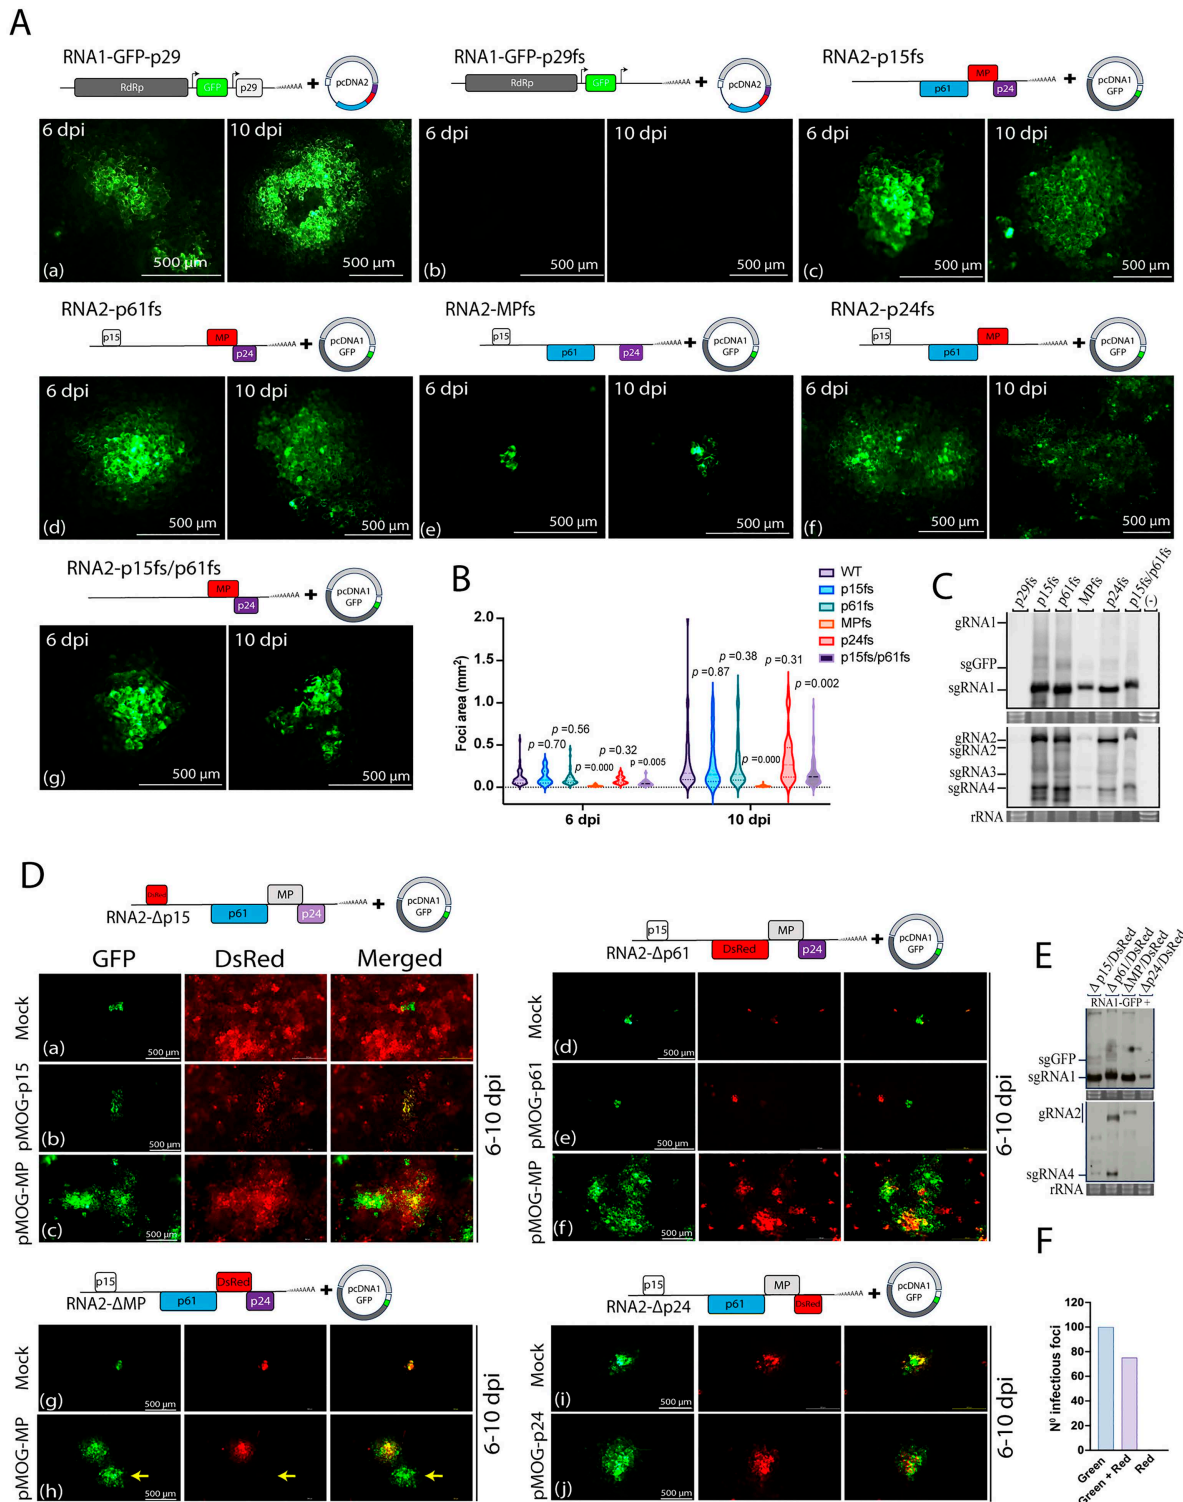 A
RNA1-GFP-p29
RdRp
GFP
p29
AAAAAAA
+
pcDNA2
6 dpi
10 dpi
(a)
500 µm
500 µm
RNA1-GFP-p29fs
RdRp
GFP
AAAAAAA
+
pcDNA2
6 dpi
10 dpi
(b)
500 µm
500 µm
RNA2-p15fs
p61
MP
p24
AAAAAAA
+
pcDNA1
GFP
6 dpi
10 dpi
(c)
500 µm
500 µm
RNA2-p61fs
p15
MP
p24
AAAAAAA
+
pcDNA1
GFP
6 dpi
10 dpi
(d)
500 µm
500 µm
RNA2-MPfs
p15
p61
p24
AAAAAAA
+
pcDNA1
GFP
6 dpi
10 dpi
(e)
500 µm
500 µm
RNA2-p24fs
p15
p61
MP
AAAAAAA
+
pcDNA1
GFP
6 dpi
10 dpi
(f)
500 µm
500 µm
RNA2-p15fs/p61fs
MP
p24
AAAAAAA
+
pcDNA1
GFP
6 dpi
10 dpi
(g)
500 µm
500 µm
B
WT
p15fs
p61fs
MPfs
p24fs
p15fs/p61fs
Foci area (mm²)
2.0
1.5
1.0
0.5
0.0
p =0.70
p =0.56
p =0.000
p =0.32
p =0.005
p =0.87
p =0.38
p =0.000
p =0.31
p =0.002
6 dpi
10 dpi
C
p29fs
p15fs
p61fs
MPfs
p24fs
p15fs/p61fs
(-)
gRNA1
sgGFP
sgRNA1
gRNA2
sgRNA2
sgRNA3
sgRNA4
rRNA
D
DsRed
p61
MP
p24
AAAAAAA
+
pcDNA1
GFP
RNA2-Δp15
GFP
DsRed
Merged
Mock
(a)
500 µm
pMOG-p15
(b)
500 µm
pMOG-MP
(c)
500 µm
6-10 dpi
p15
DsRed
MP
p24
AAAAAAA
+
pcDNA1
GFP
RNA2-Δp61
Mock
(d)
500 µm
pMOG-p61
(e)
500 µm
pMOG-MP
(f)
500 µm
6-10 dpi
p15
p61
DsRed
p24
AAAAAAA
+
pcDNA1
GFP
RNA2-ΔMP
Mock
(g)
500 µm
pMOG-MP
(h)
500 µm
6-10 dpi
p15
p61
MP
DsRed
AAAAAAA
+
pcDNA1
GFP
RNA2-Δp24
Mock
(i)
500 µm
pMOG-p24
(j)
500 µm
6-10 dpi
E
Δp15/DsRed
Δp61/DsRed
ΔMP/DsRed
Δp24/DsRed
RNA1-GFP +
sgGFP
sgRNA1
gRNA2
sgRNA4
rRNA
F
Nº infectious foci
120
100
80
60
40
20
0
Green
Green + Red
Red